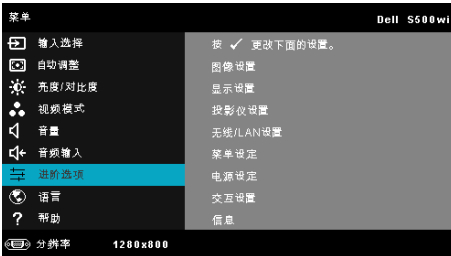 菜单
Dell S500wi
输入选择
自动调整
亮度/对比度
视频模式
音量
音频输入
进阶选项
语言
帮助
按 ✓ 更改下面的设置。
图像设置
显示设置
投影仪设置
无线/LAN设置
菜单设定
电源设定
交互设置
信息
分辨率 1280x800